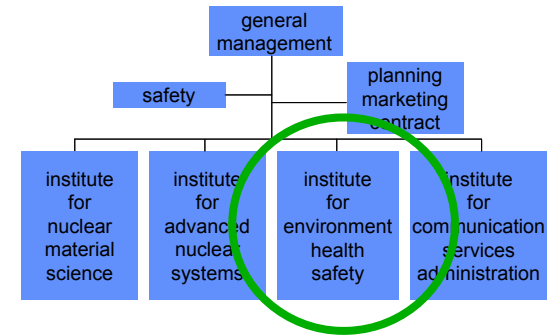 general
management
safety
planning
marketing
contract
institute
for
nuclear
material
science
institute
for
advanced
nuclear
systems
institute
for
environment
health
safety
institute
for
communication
services
administration